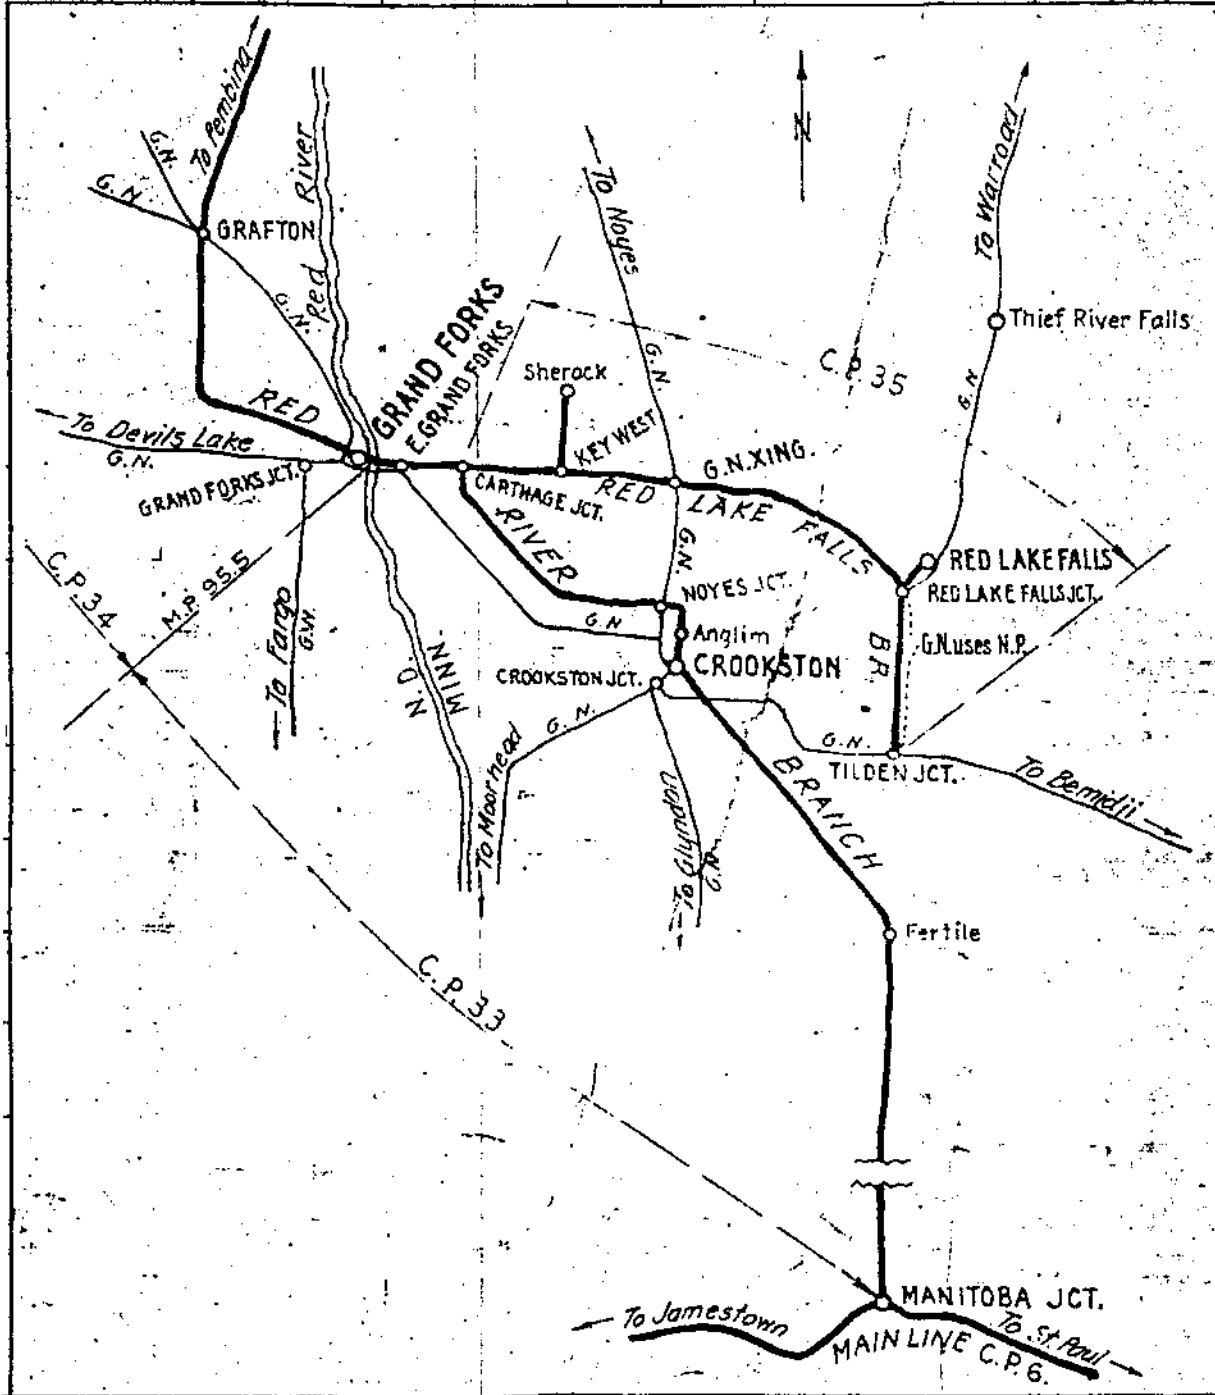 To Pembina
G.N.
G.N.
Red River
N
To Noyes
To Warroad
GRAFTON
G.N.
GRAND FORKS
E. GRAND FORKS
Thief River Falls
C.P. 35
G.N.
G.N.
Sherack
KEY WEST
RED
To Devils Lake
G.N.
GRAND FORKS JCT.
CARTHAGE JCT.
G.N. XING.
RED LAKE FALLS
RIVER
G.N.
RED LAKE FALLS
RED LAKE FALLS JCT.
C.P. 34
M.P. 95.5
NOYES JCT.
G.N.
Anglim
G.N. uses N.P.
BR.
To Fargo
G.N.
MINN
N.D.
CROOKSTON
CROOKSTON JCT.
G.N.
G.N.
TILDEN JCT.
To Bemidji
To Moorhead
To Glyndon
G.N.
BRANCH
Fertile
C.P. 33
MANITOBA JCT.
To Jamestown
To St Paul
MAIN LINE C.P. 6.